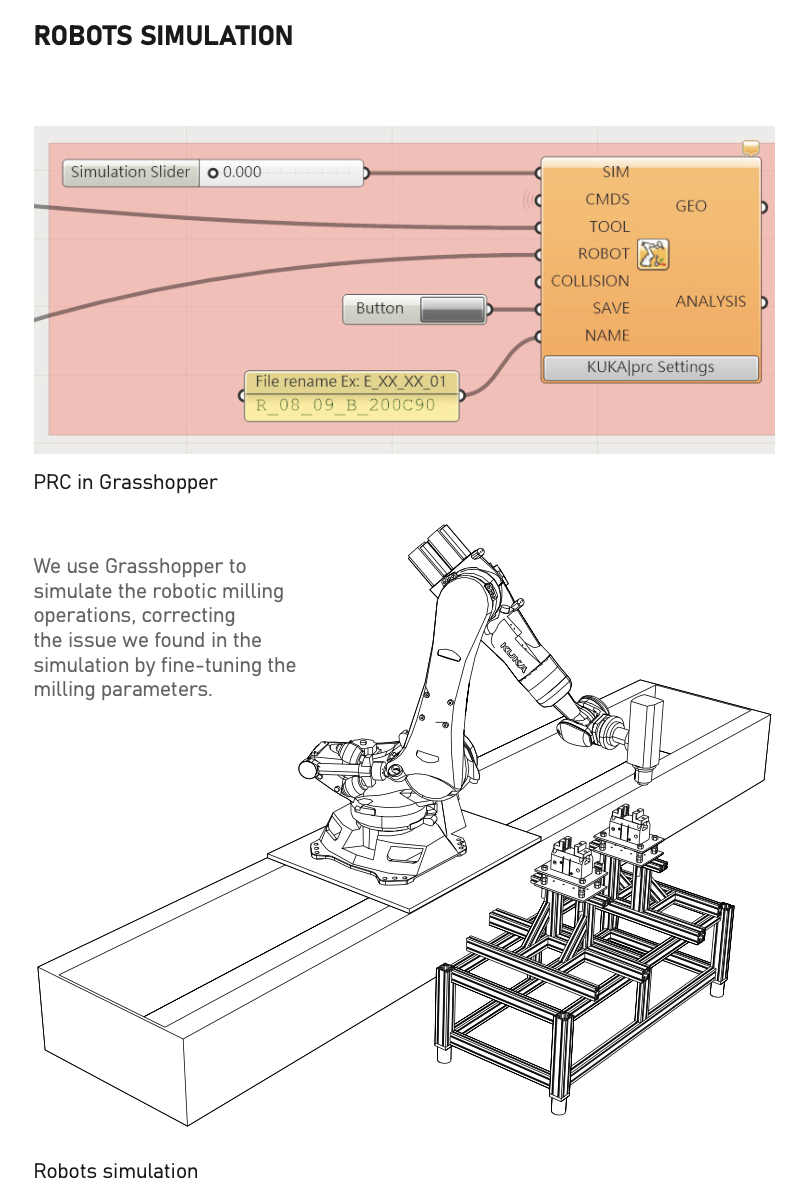 ROBOTS SIMULATION
Simulation Slider 0.000
SIM
CMDS
TOOL
ROBOT
COLLISION
SAVE
NAME
GEO
ANALYSIS
KUKA|prc Settings
Button
File rename Ex: E_XX_XX_01
R_08_09_B_200C90
PRC in Grasshopper
We use Grasshopper to
simulate the robotic milling
operations, correcting
the issue we found in the
simulation by fine-tuning the
milling parameters.
KUKA
Robots simulation